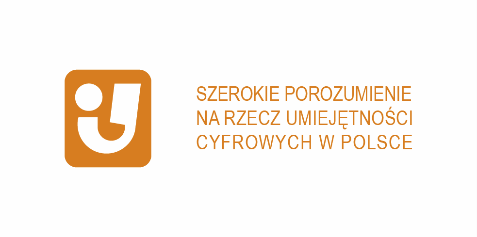 SZEROKIE POROZUMIENIE
NA RZECZ UMIEJĘTNOŚCI
CYFROWYCH W POLSCE